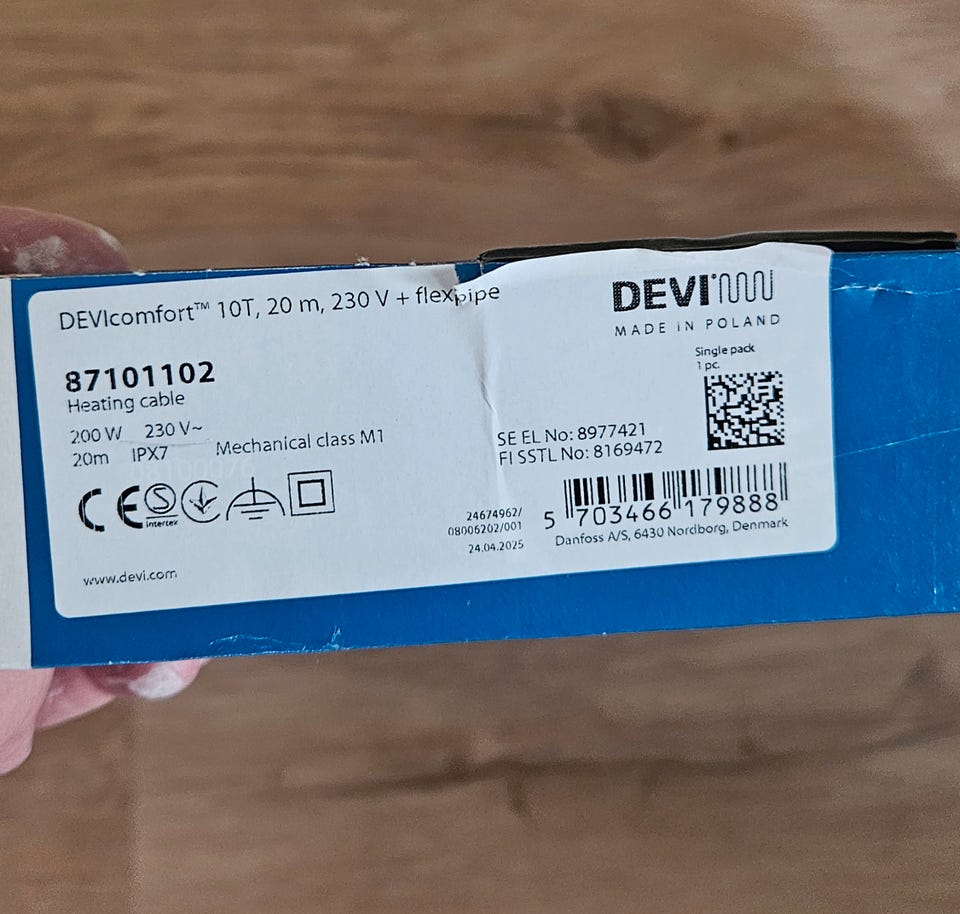 DEVIcomfort™ 10T, 20 m, 230 V + flexpipe
DEVI
MADE IN POLAND
87101102
Heating cable
200 W 230 V~
20m IPX7 Mechanical class M1
Single pack
1 pc.
SE EL No: 8977421
FI SSTL No: 8169472
CE S
Intertek
24674962/
08006202/001
24.04.2025
5 703466 179888
Danfoss A/S, 6430 Nordborg, Denmark
www.devi.com